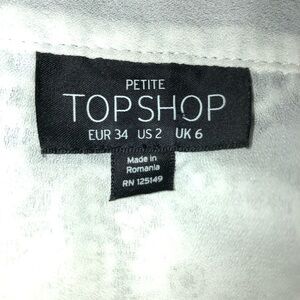 PETITE
TOPSHOP
EUR 34 US 2 UK 6
Made in
Romania
RN 125149